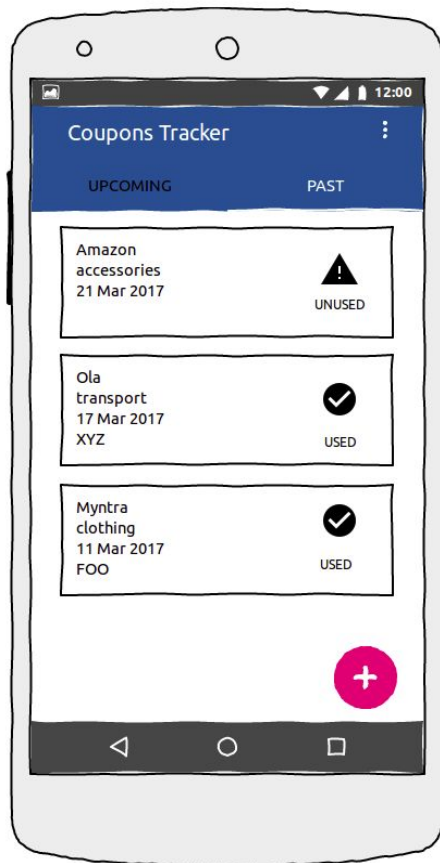 12:00
Coupons Tracker
UPCOMING PAST
Amazon
accessories
21 Mar 2017
UNUSED
Ola
transport
17 Mar 2017
XYZ
USED
Myntra
clothing
11 Mar 2017
FOO
USED